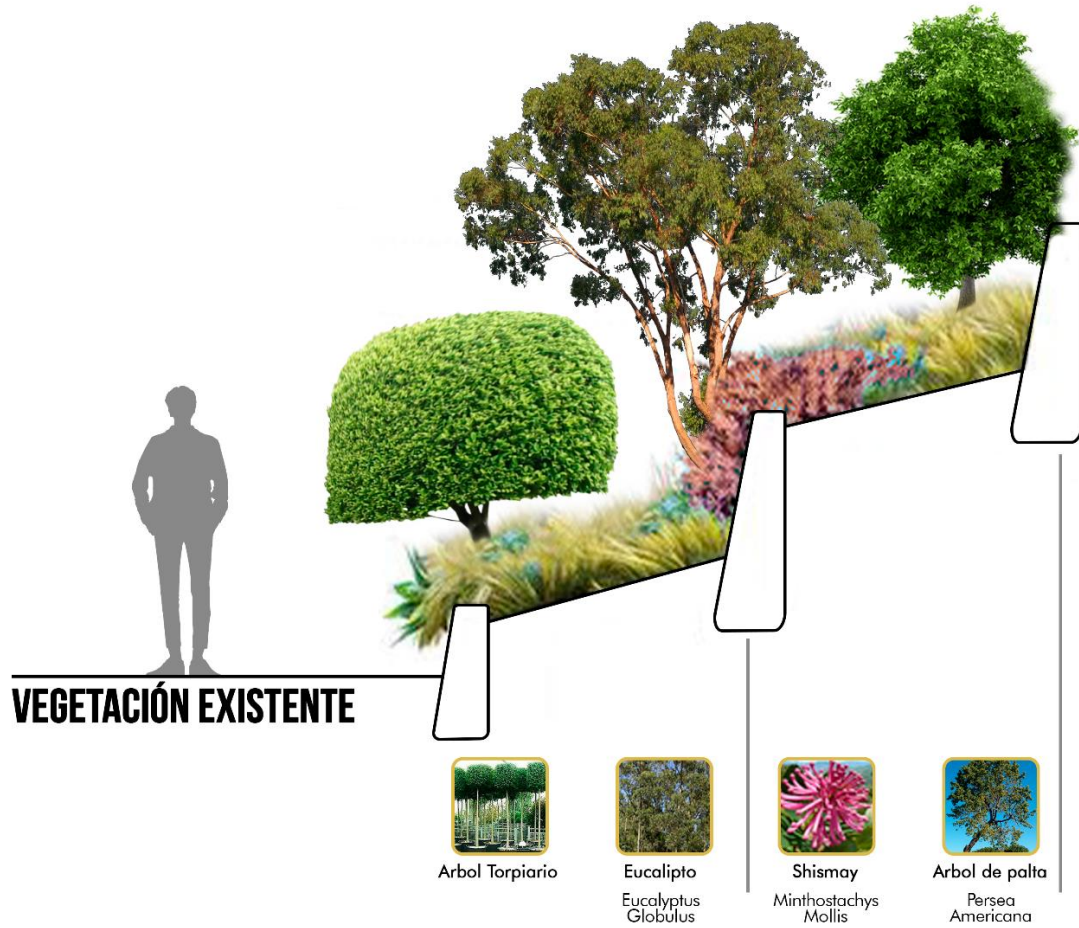 VEGETACIÓN EXISTENTE
Arbol Torpiario
Eucalipto
Eucalyptus
Globulus
Shismay
Minthostachys
Mollis
Arbol de palta
Persea
Americana